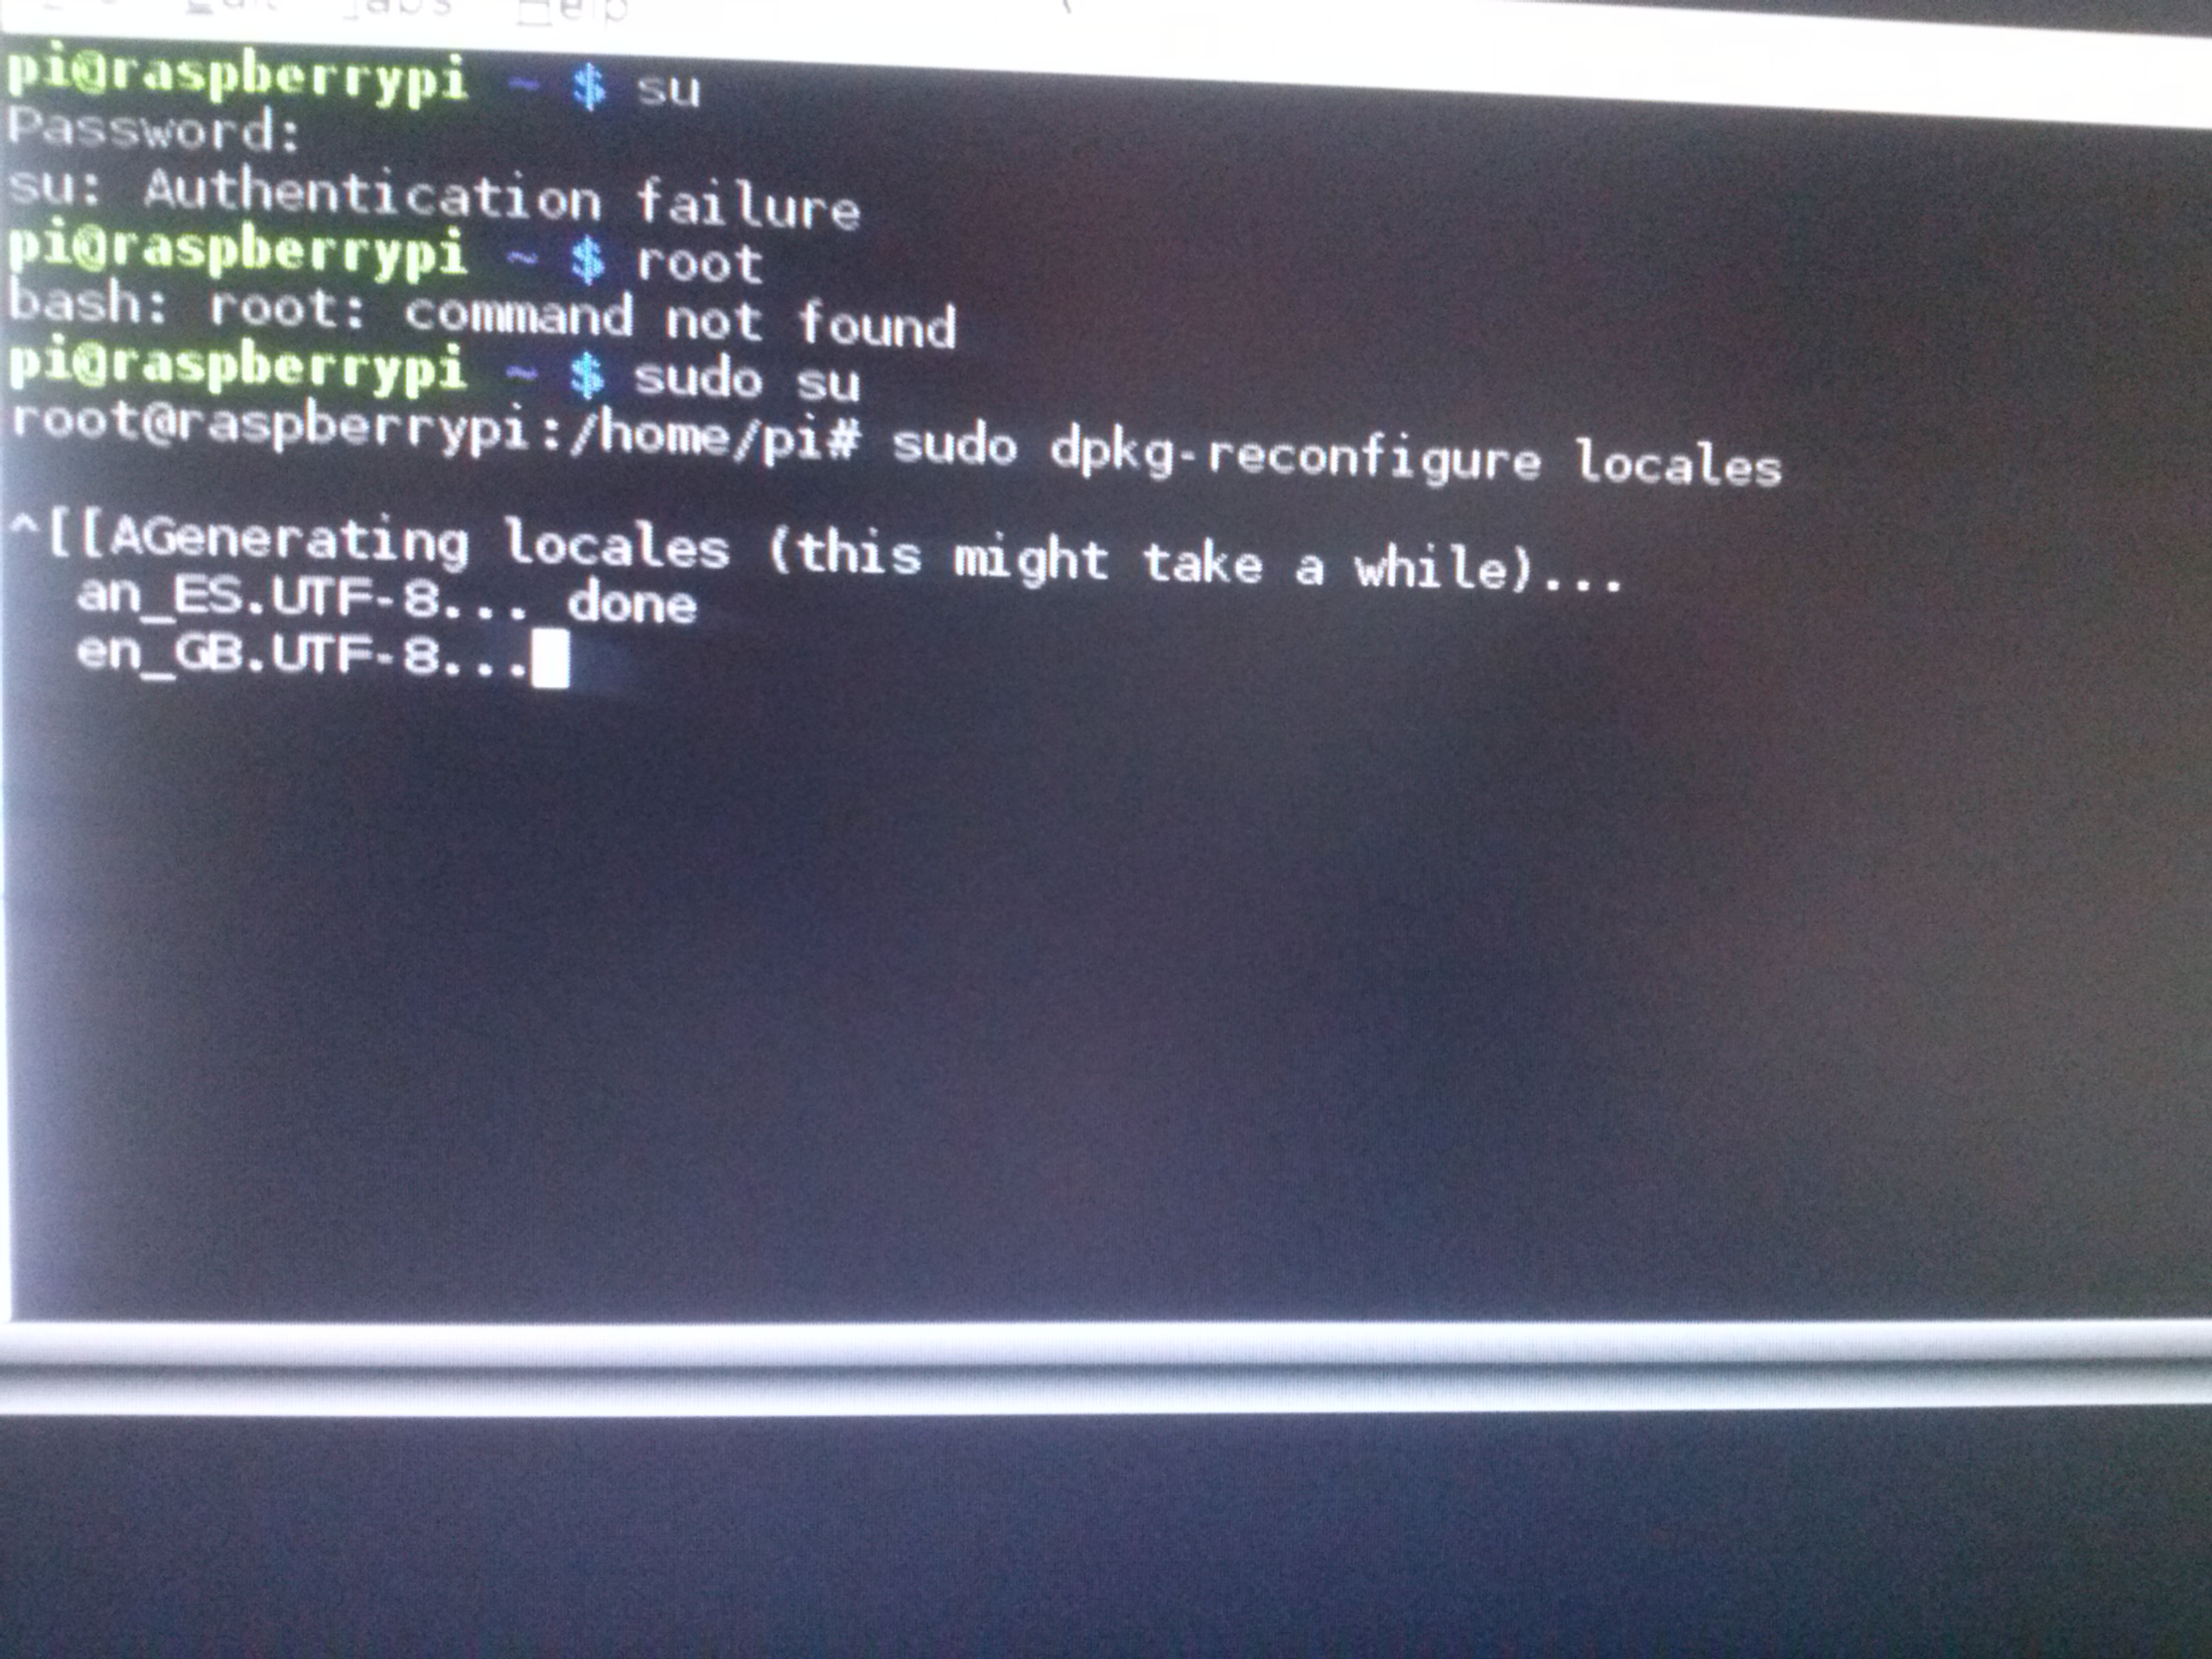 Edit Tabs Help
pi@raspberrypi ~ $ su
Password:
su: Authentication failure
pi@raspberrypi ~ $ root
bash: root: command not found
pi@raspberrypi ~ $ sudo su
root@raspberrypi:/home/pi# sudo dpkg-reconfigure locales
^[[AGenerating locales (this might take a while)...
an_ES.UTF-8... done
en_GB.UTF-8...